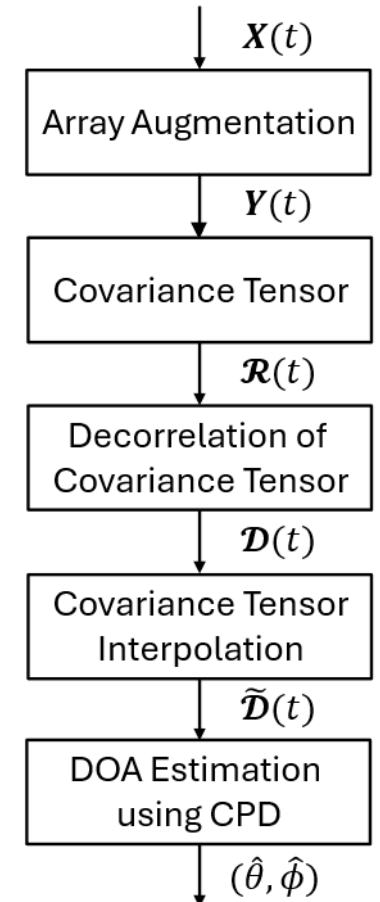 𝑿(𝑡)
Array Augmentation
𝒀(𝑡)
Covariance Tensor
𝓡(𝑡)
Decorrelation of
Covariance Tensor
𝓓(𝑡)
Covariance Tensor
Interpolation
𝓓̃(𝑡)
DOA Estimation
using CPD
(𝜃̂, 𝜙̂)